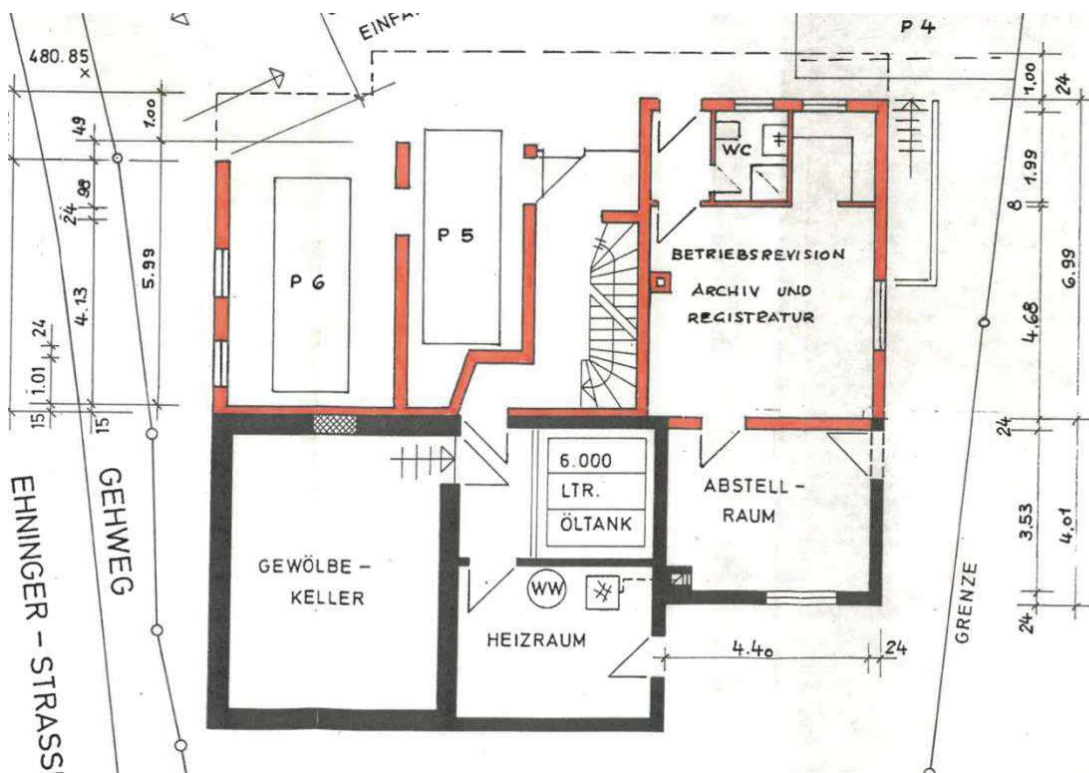 EINFA
P 4
480.85
x
1.00
49
98
24
5.99
4.13
24
1.01
15
15
P 5
P 6
WC
BETRIEBSREVISION
ARCHIV UND
REGISTRATUR
1,00
24
1.99
8
6.99
4.68
24
3.53
4,01
24
6.000
LTR.
ÖLTANK
ABSTELL-
RAUM
GEWÖLBE-
KELLER
WW
HEIZRAUM
4.40
24
GEHWEG
EHNINGER-STRASS
GRENZE